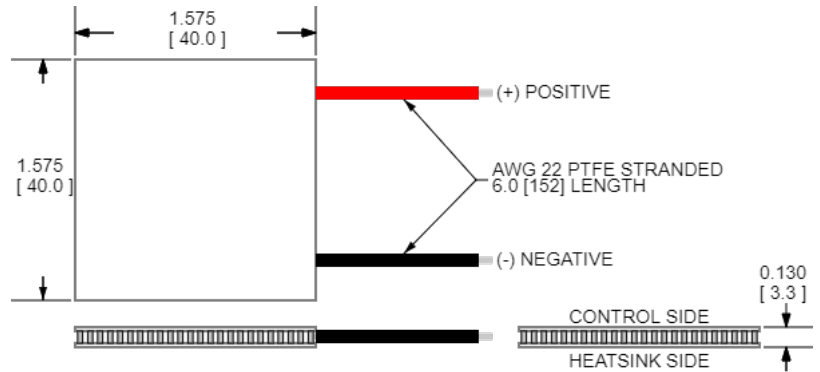 1.575
[ 40.0 ]
(+) POSITIVE
1.575
[ 40.0 ]
AWG 22 PTFE STRANDED
6.0 [152] LENGTH
(-) NEGATIVE
0.130
[ 3.3 ]
CONTROL SIDE
HEATSINK SIDE